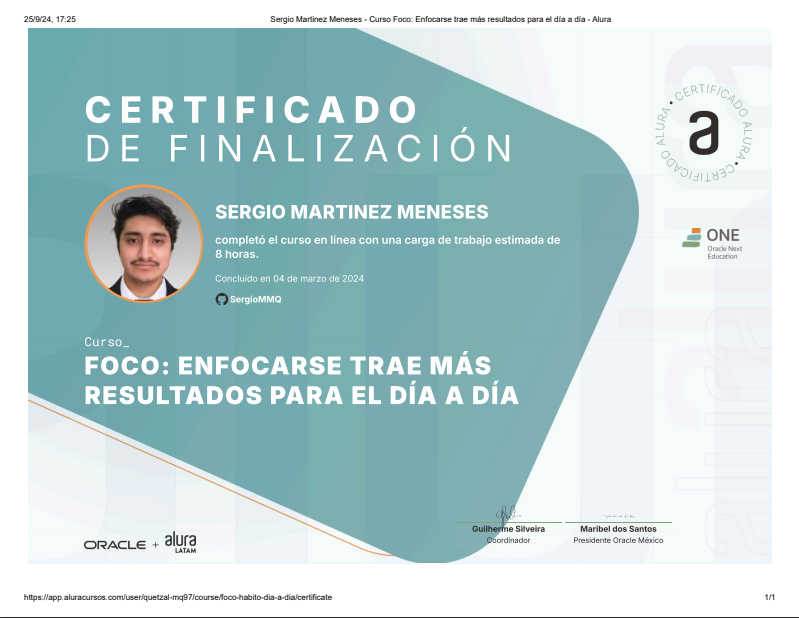 25/9/24, 17:25
Sergio Martinez Meneses - Curso Foco: Enfocarse trae más resultados para el día a día - Alura
CERTIFICADO
DE FINALIZACIÓN
CERTIFICADO ALURA • CERTIFICADO ALURA •
a
SERGIO MARTINEZ MENESES
completó el curso en línea con una carga de trabajo estimada de
8 horas.
Concluído en 04 de marzo de 2024
SergioMMQ
ONE
Oracle Next
Education
Curso_
FOCO: ENFOCARSE TRAE MÁS
RESULTADOS PARA EL DÍA A DÍA
Guilherme Silveira
Coordinador
Maribel dos Santos
Presidente Oracle México
ORACLE + alura
LATAM
https://app.aluracursos.com/user/quetzal-mq97/course/foco-habito-dia-a-dia/certificate
1/1